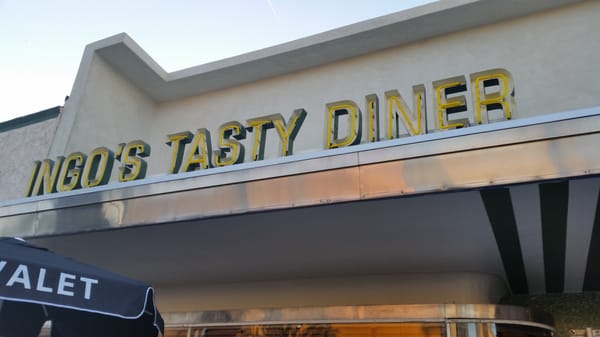 INGO'S TASTY DINER
VALET